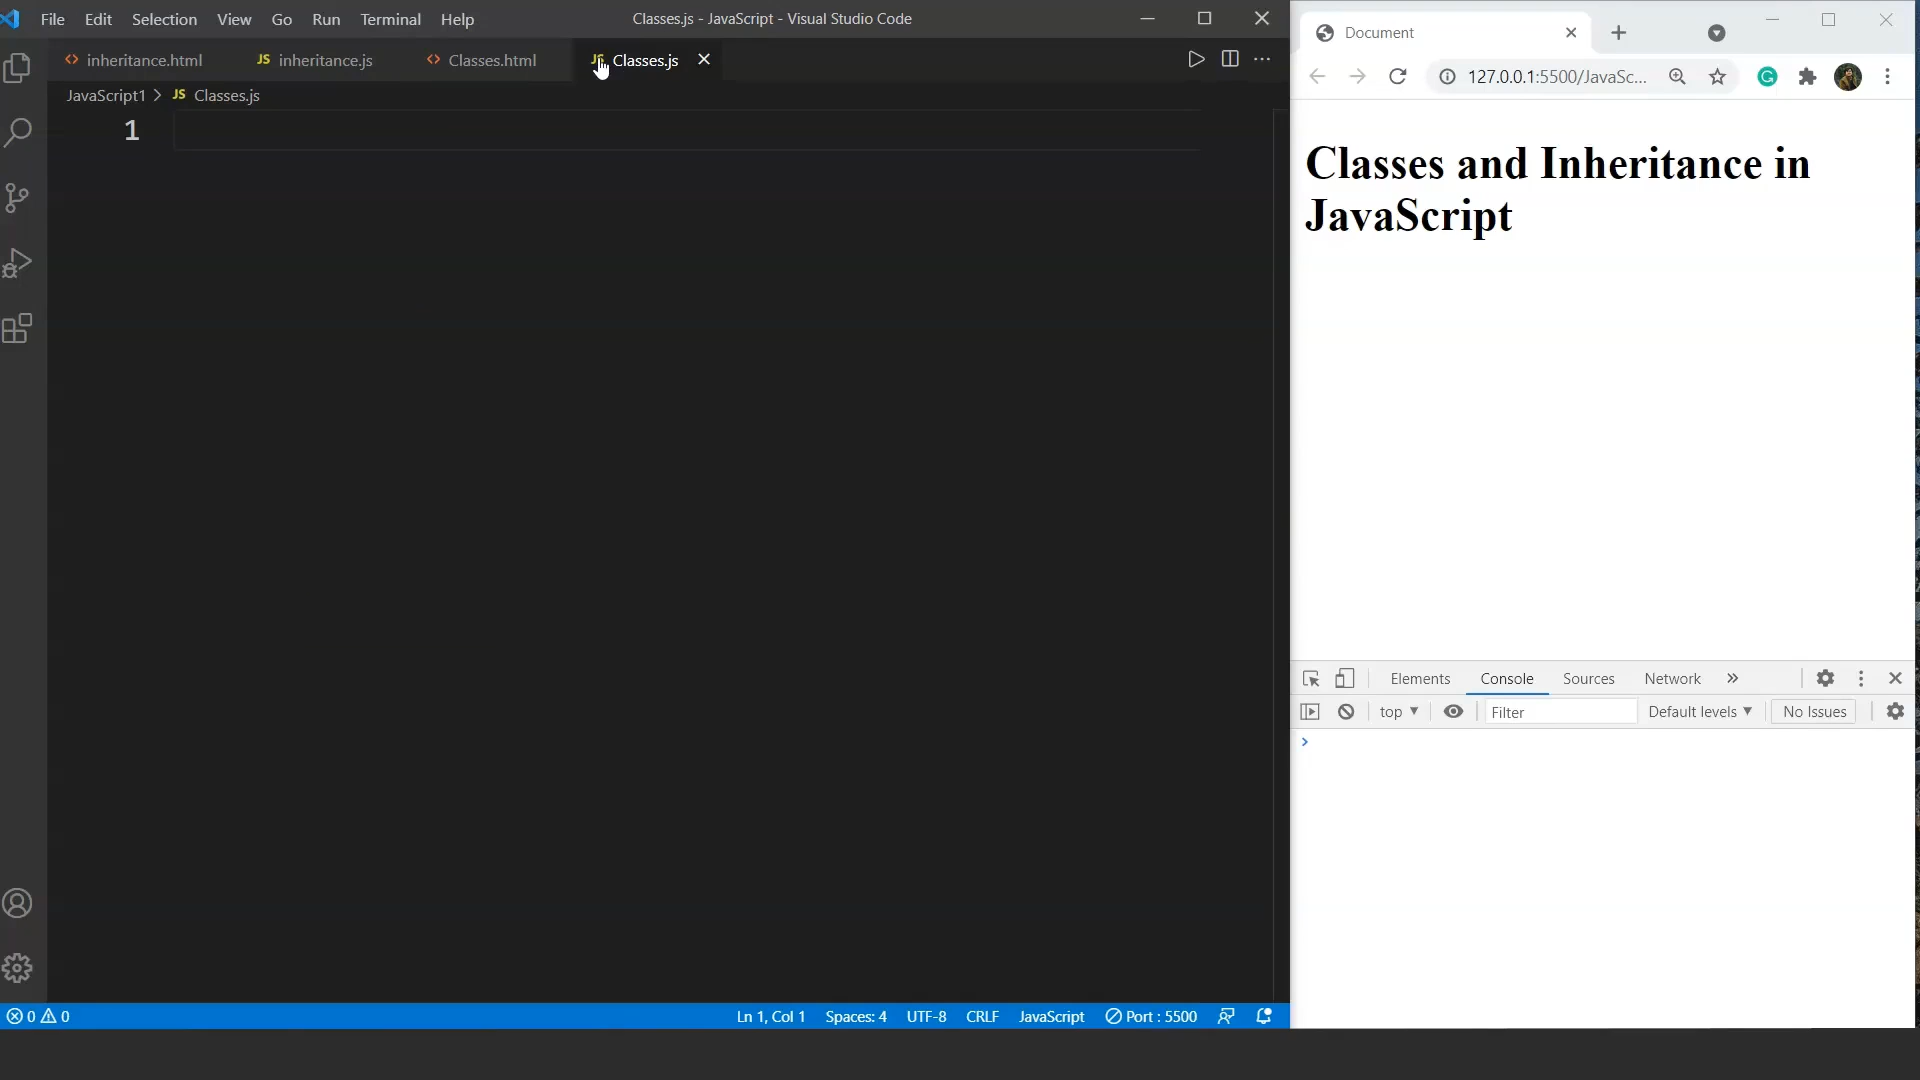 File Edit Selection View Go Run Terminal Help
Classes.js - JavaScript - Visual Studio Code
inheritance.html
JS inheritance.js
Classes.html
JS Classes.js
JavaScript1 > JS Classes.js
1
0 0
Ln 1, Col 1 Spaces: 4 UTF-8 CRLF JavaScript Port : 5500
Document
127.0.0.1:5500/JavaSc...
Classes and Inheritance in
JavaScript
Elements Console Sources Network »
top Filter Default levels No Issues